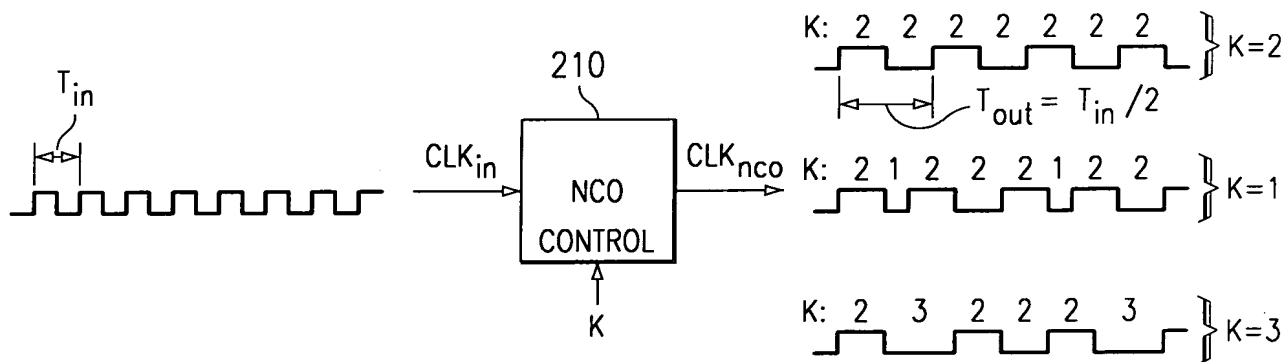 T_in
CLK_in
210
NCO
CONTROL
K
CLK_nco
K: 2 2 2 2 2 2 2
K=2
T_out = T_in /2
K: 2 1 2 2 2 1 2 2
K=1
K: 2 3 2 2 2 3
K=3